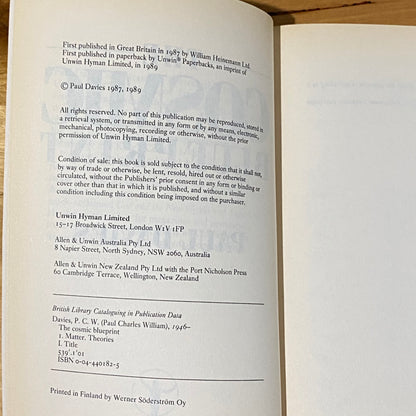 First published in Great Britain in 1987 by William Heinemann Ltd.
First published in paperback by Unwin® Paperbacks, an imprint of
Unwin Hyman Limited, in 1989
© Paul Davies 1987, 1989
All rights reserved. No part of this publication may be reproduced, stored in
a retrieval system, or transmitted in any form or by any means, electronic,
mechanical, photocopying, recording or otherwise, without the prior
permission of Unwin Hyman Limited.
Condition of sale: this book is sold subject to the condition that it shall not,
by way of trade or otherwise, be lent, resold, hired out or otherwise
circulated, without the Publishers' prior consent in any form or binding or
cover other than that in which it is published, and without a similar
condition including this condition being imposed on the purchaser.
Unwin Hyman Limited
15–17 Broadwick Street, London W1V 1FP
Allen & Unwin Australia Pty Ltd
8 Napier Street, North Sydney, NSW 2060, Australia
Allen & Unwin New Zealand Pty Ltd with the Port Nicholson Press
60 Cambridge Terrace, Wellington, New Zealand
British Library Cataloguing in Publication Data
Davies, P. C. W. (Paul Charles William), 1946–
The cosmic blueprint
1. Matter. Theories
I. Title
539'.1'01
ISBN 0-04-440182-5
Printed in Finland by Werner Söderström Oy